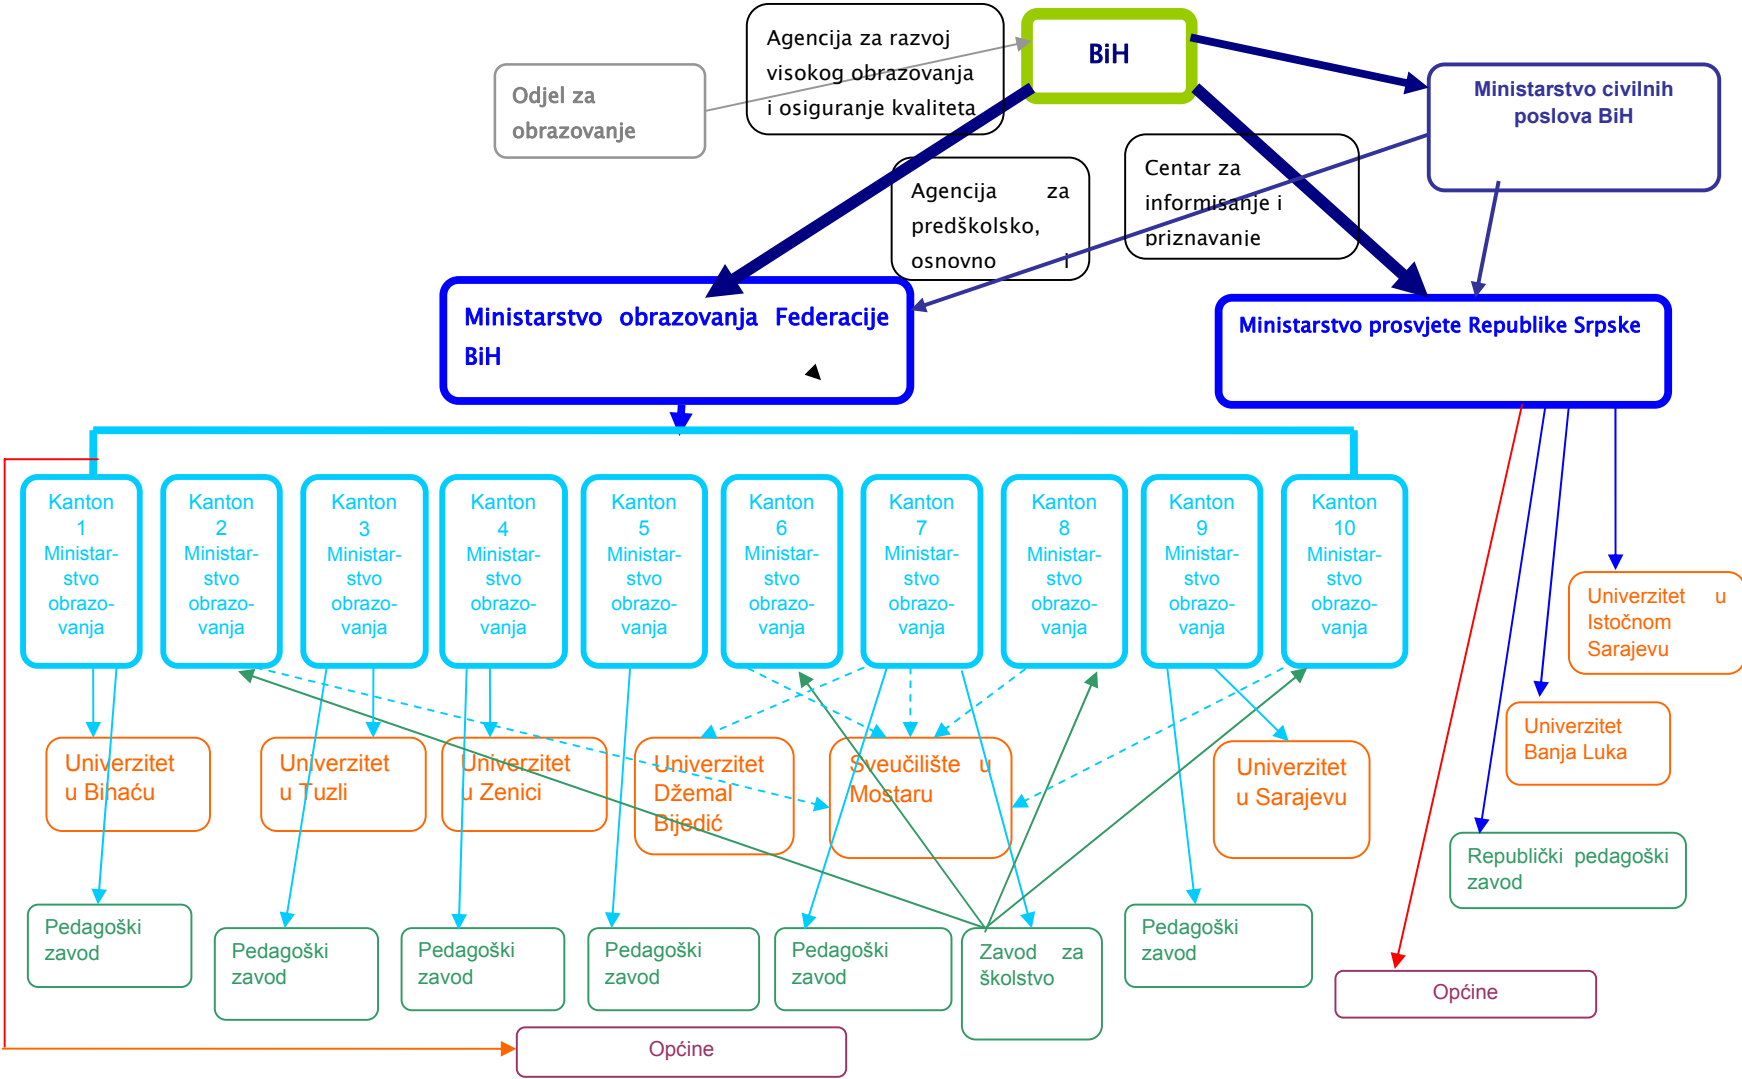 Agencija za razvoj
visokog obrazovanja
i osiguranje kvaliteta
BiH
Odjel za
obrazovanje
Ministarstvo civilnih
poslova BiH
Agencija za
predškolsko,
osnovno i
Centar za
informisanje i
priznavanje
Ministarstvo obrazovanja Federacije
BiH
Ministarstvo prosvjete Republike Srpske
Kanton
1
Ministar-
stvo
obrazo-
vanja
Kanton
2
Ministar-
stvo
obrazo-
vanja
Kanton
3
Ministar-
stvo
obrazo-
vanja
Kanton
4
Ministar-
stvo
obrazo-
vanja
Kanton
5
Ministar-
stvo
obrazo-
vanja
Kanton
6
Ministar-
stvo
obrazo-
vanja
Kanton
7
Ministar-
stvo
obrazo-
vanja
Kanton
8
Ministar-
stvo
obrazo-
vanja
Kanton
9
Ministar-
stvo
obrazo-
vanja
Kanton
10
Ministar-
stvo
obrazo-
vanja
Univerzitet u
Istočnom
Sarajevu
Univerzitet
Banja Luka
Univerzitet
u Bihaću
Univerzitet
u Tuzli
Univerzitet
u Zenici
Univerzitet
Džemal
Bijedić
Sveučilište u
Mostaru
Univerzitet
u Sarajevu
Republički pedagoški
zavod
Pedagoški
zavod
Pedagoški
zavod
Pedagoški
zavod
Pedagoški
zavod
Pedagoški
zavod
Zavod za
školstvo
Pedagoški
zavod
Općine
Općine